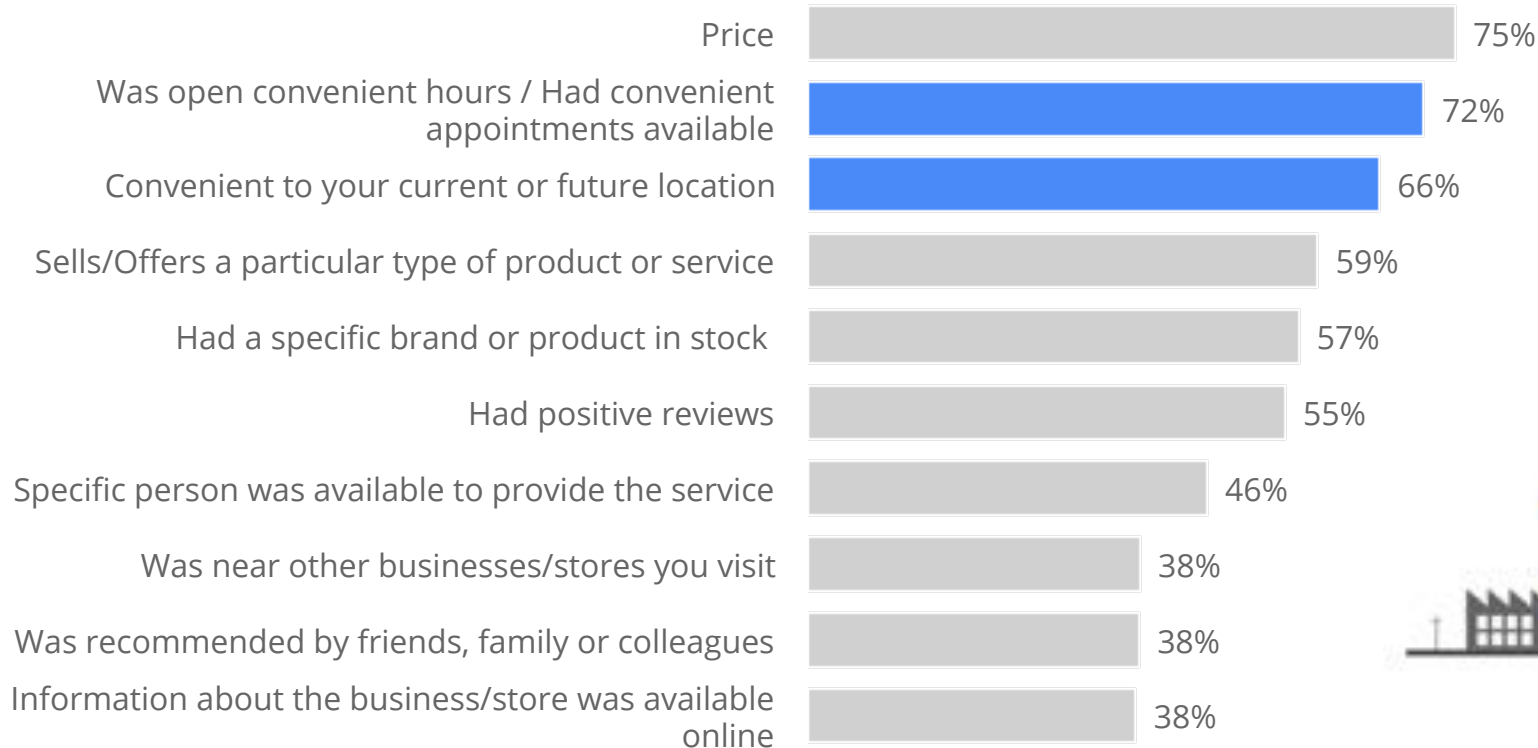 Price 75%
Was open convenient hours / Had convenient
appointments available 72%
Convenient to your current or future location 66%
Sells/Offers a particular type of product or service 59%
Had a specific brand or product in stock 57%
Had positive reviews 55%
Specific person was available to provide the service 46%
Was near other businesses/stores you visit 38%
Was recommended by friends, family or colleagues 38%
Information about the business/store was available
online 38%